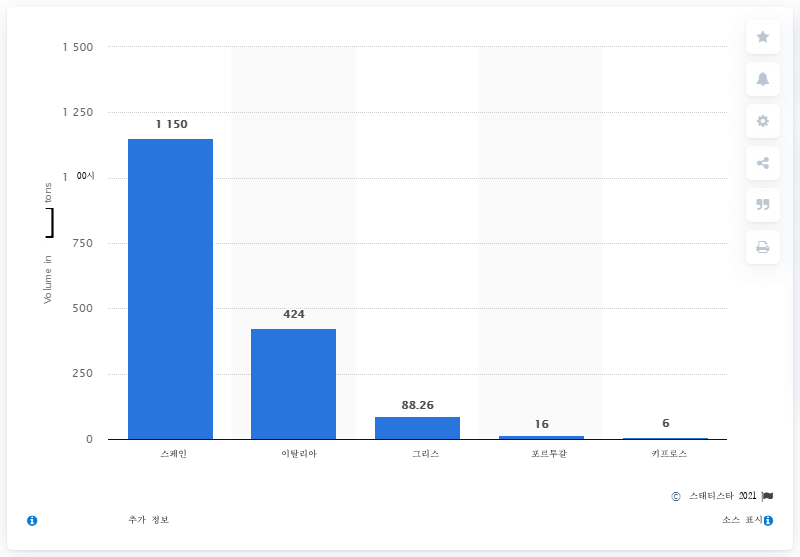 1 500
1 250
1 00시
750
500
250
0
Volume in ] tons
1 150
424
88.26
16
6
스페인
이탈리아
그리스
포르투갈
키프로스
© 스태티스타 2021
추가 정보
소스 표시